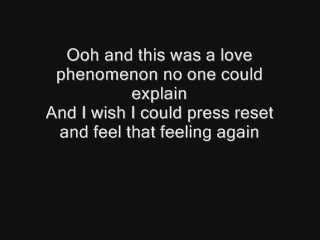 Ooh and this was a love
phenomenon no one could
explain
And I wish I could press reset
and feel that feeling again